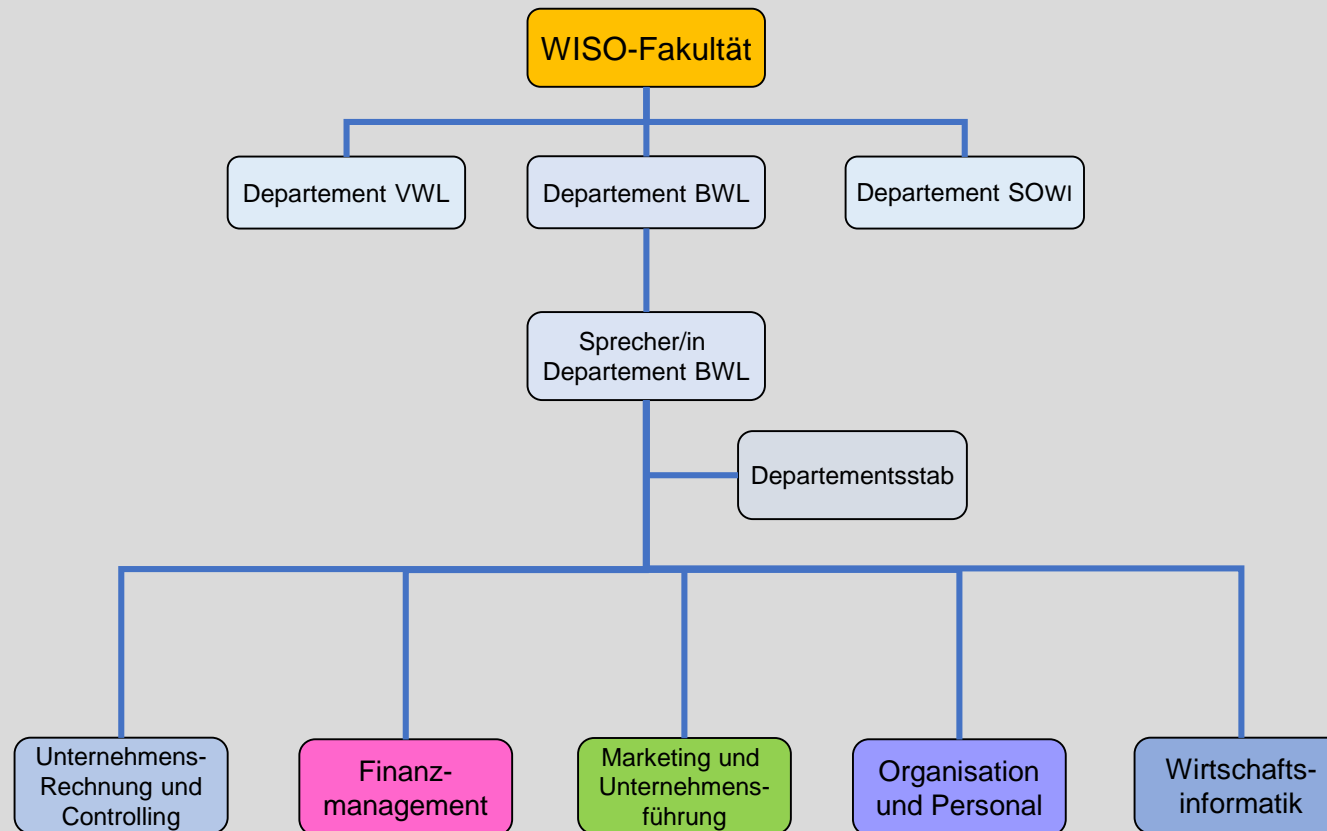 WISO-Fakultät
Departement VWL
Departement BWL
Departement SOWI
Sprecher/in
Departement BWL
Departementsstab
Unternehmens-
Rechnung und
Controlling
Finanz-
management
Marketing und
Unternehmens-
führung
Organisation
und Personal
Wirtschafts-
informatik